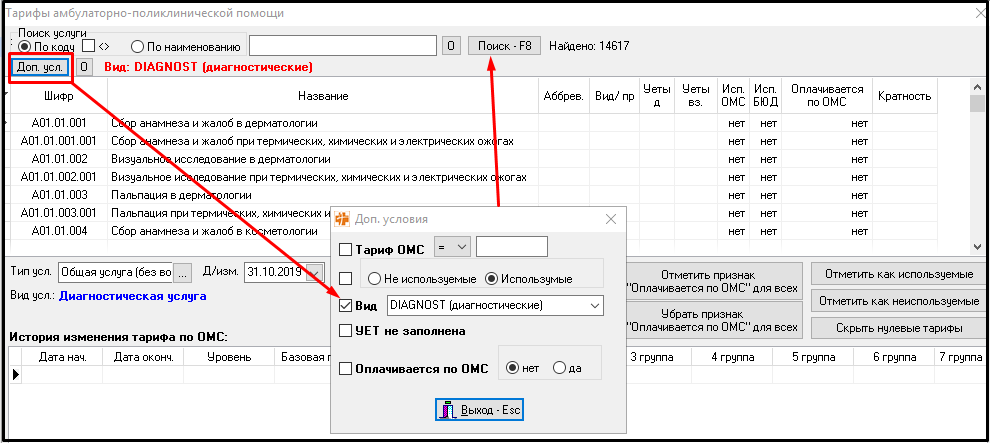 Тарифы амбулаторно-поликлинической помощи
Поиск услуги
По коду <> По наименованию 0 Поиск - F8 Найдено: 14617
Доп. усл. 0 Вид: DIAGNOST (диагностические)
Шифр Название Аббрев. Вид/ пр Уеты д Уеты вз. Исп. ОМС Исп. БЮД Оплачивается по ОМС Кратность
A01.01.001 Сбор анамнеза и жалоб в дерматологии нет нет нет
A01.01.001.001 Сбор анамнеза и жалоб при термических, химических и электрических ожогах нет нет нет
A01.01.002 Визуальное исследование в дерматологии нет нет нет
A01.01.002.001 Визуальное исследование при термических, химических и электрических ожогах нет нет нет
A01.01.003 Пальпация в дерматологии нет нет нет
A01.01.003.001 Пальпация при термических, химических и нет нет нет
A01.01.004 Сбор анамнеза и жалоб в косметологии нет нет нет
Доп. условия
Тариф ОМС =
Не используемые Использумые
Вид DIAGNOST (диагностические)
УЕТ не заполнена
Оплачивается по ОМС нет да
Выход - Esc
Тип усл. Общая услуга (без во ... Д/изм. 31.10.2019
Вид усл.: Диагностическая услуга
Отметить признак "Оплачивается по ОМС" для всех
Отметить как используемые
Отметить как неиспользуемые
Убрать признак "Оплачивается по ОМС" для всех
Скрыть нулевые тарифы
История изменения тарифа по ОМС:
Дата нач. Дата оконч. Уровень Базовая 3 группа 4 группа 5 группа 6 группа 7 группа